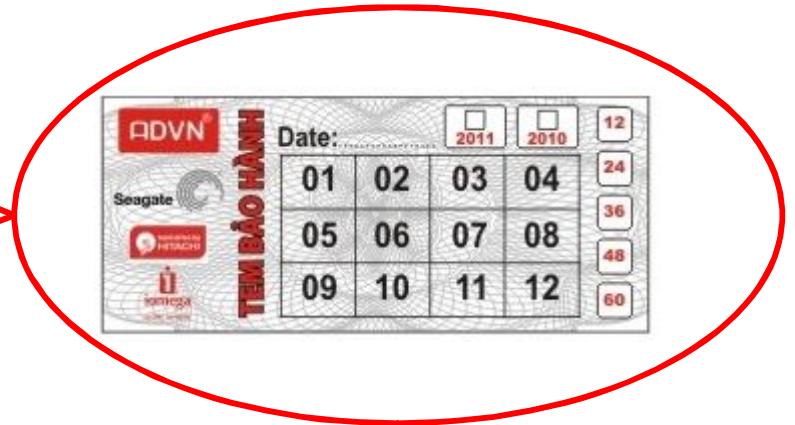 ADVN
Seagate
HITACHI
iomega
TEM BẢO HÀNH
Date:
2011 2010
01 02 03 04
05 06 07 08
09 10 11 12
12
24
36
48
60